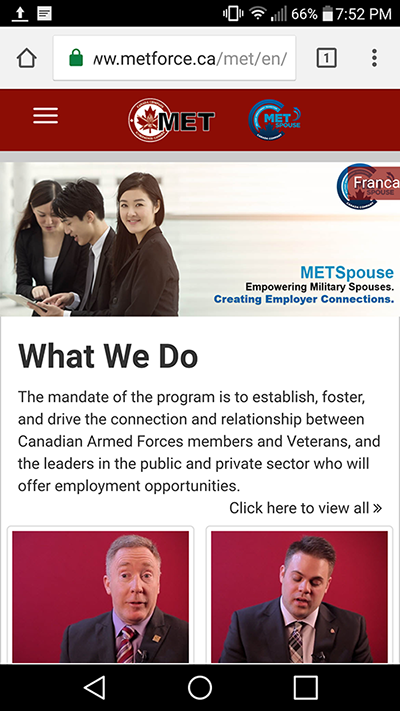 66% 7:52 PM
ww.metforce.ca/met/en/
1
MET
MET
SPOUSE
Franca
METSpouse
Empowering Military Spouses.
Creating Employer Connections.
What We Do
The mandate of the program is to establish, foster,
and drive the connection and relationship between
Canadian Armed Forces members and Veterans, and
the leaders in the public and private sector who will
offer employment opportunities.
Click here to view all »